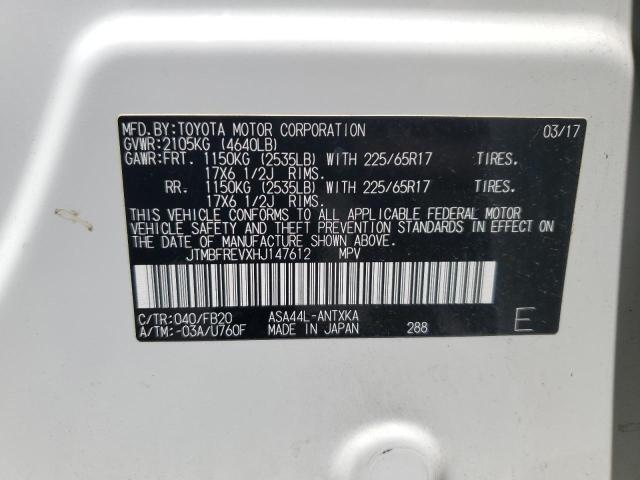 MFD.BY:TOYOTA MOTOR CORPORATION 03/17
GVWR:2105KG (4640LB)
GAWR:FRT. 1150KG (2535LB) WITH 225/65R17 TIRES.
17X6 1/2J RIMS.
RR. 1150KG (2535LB) WITH 225/65R17 TIRES.
17X6 1/2J RIMS.
THIS VEHICLE CONFORMS TO ALL APPLICABLE FEDERAL MOTOR
VEHICLE SAFETY AND THEFT PREVENTION STANDARDS IN EFFECT ON
THE DATE OF MANUFACTURE SHOWN ABOVE.
JTMBFREVXHJ147612 MPV
C/TR:040/FB20 ASA44L-ANTXKA
A/TM:-03A/U760F MADE IN JAPAN 288 E